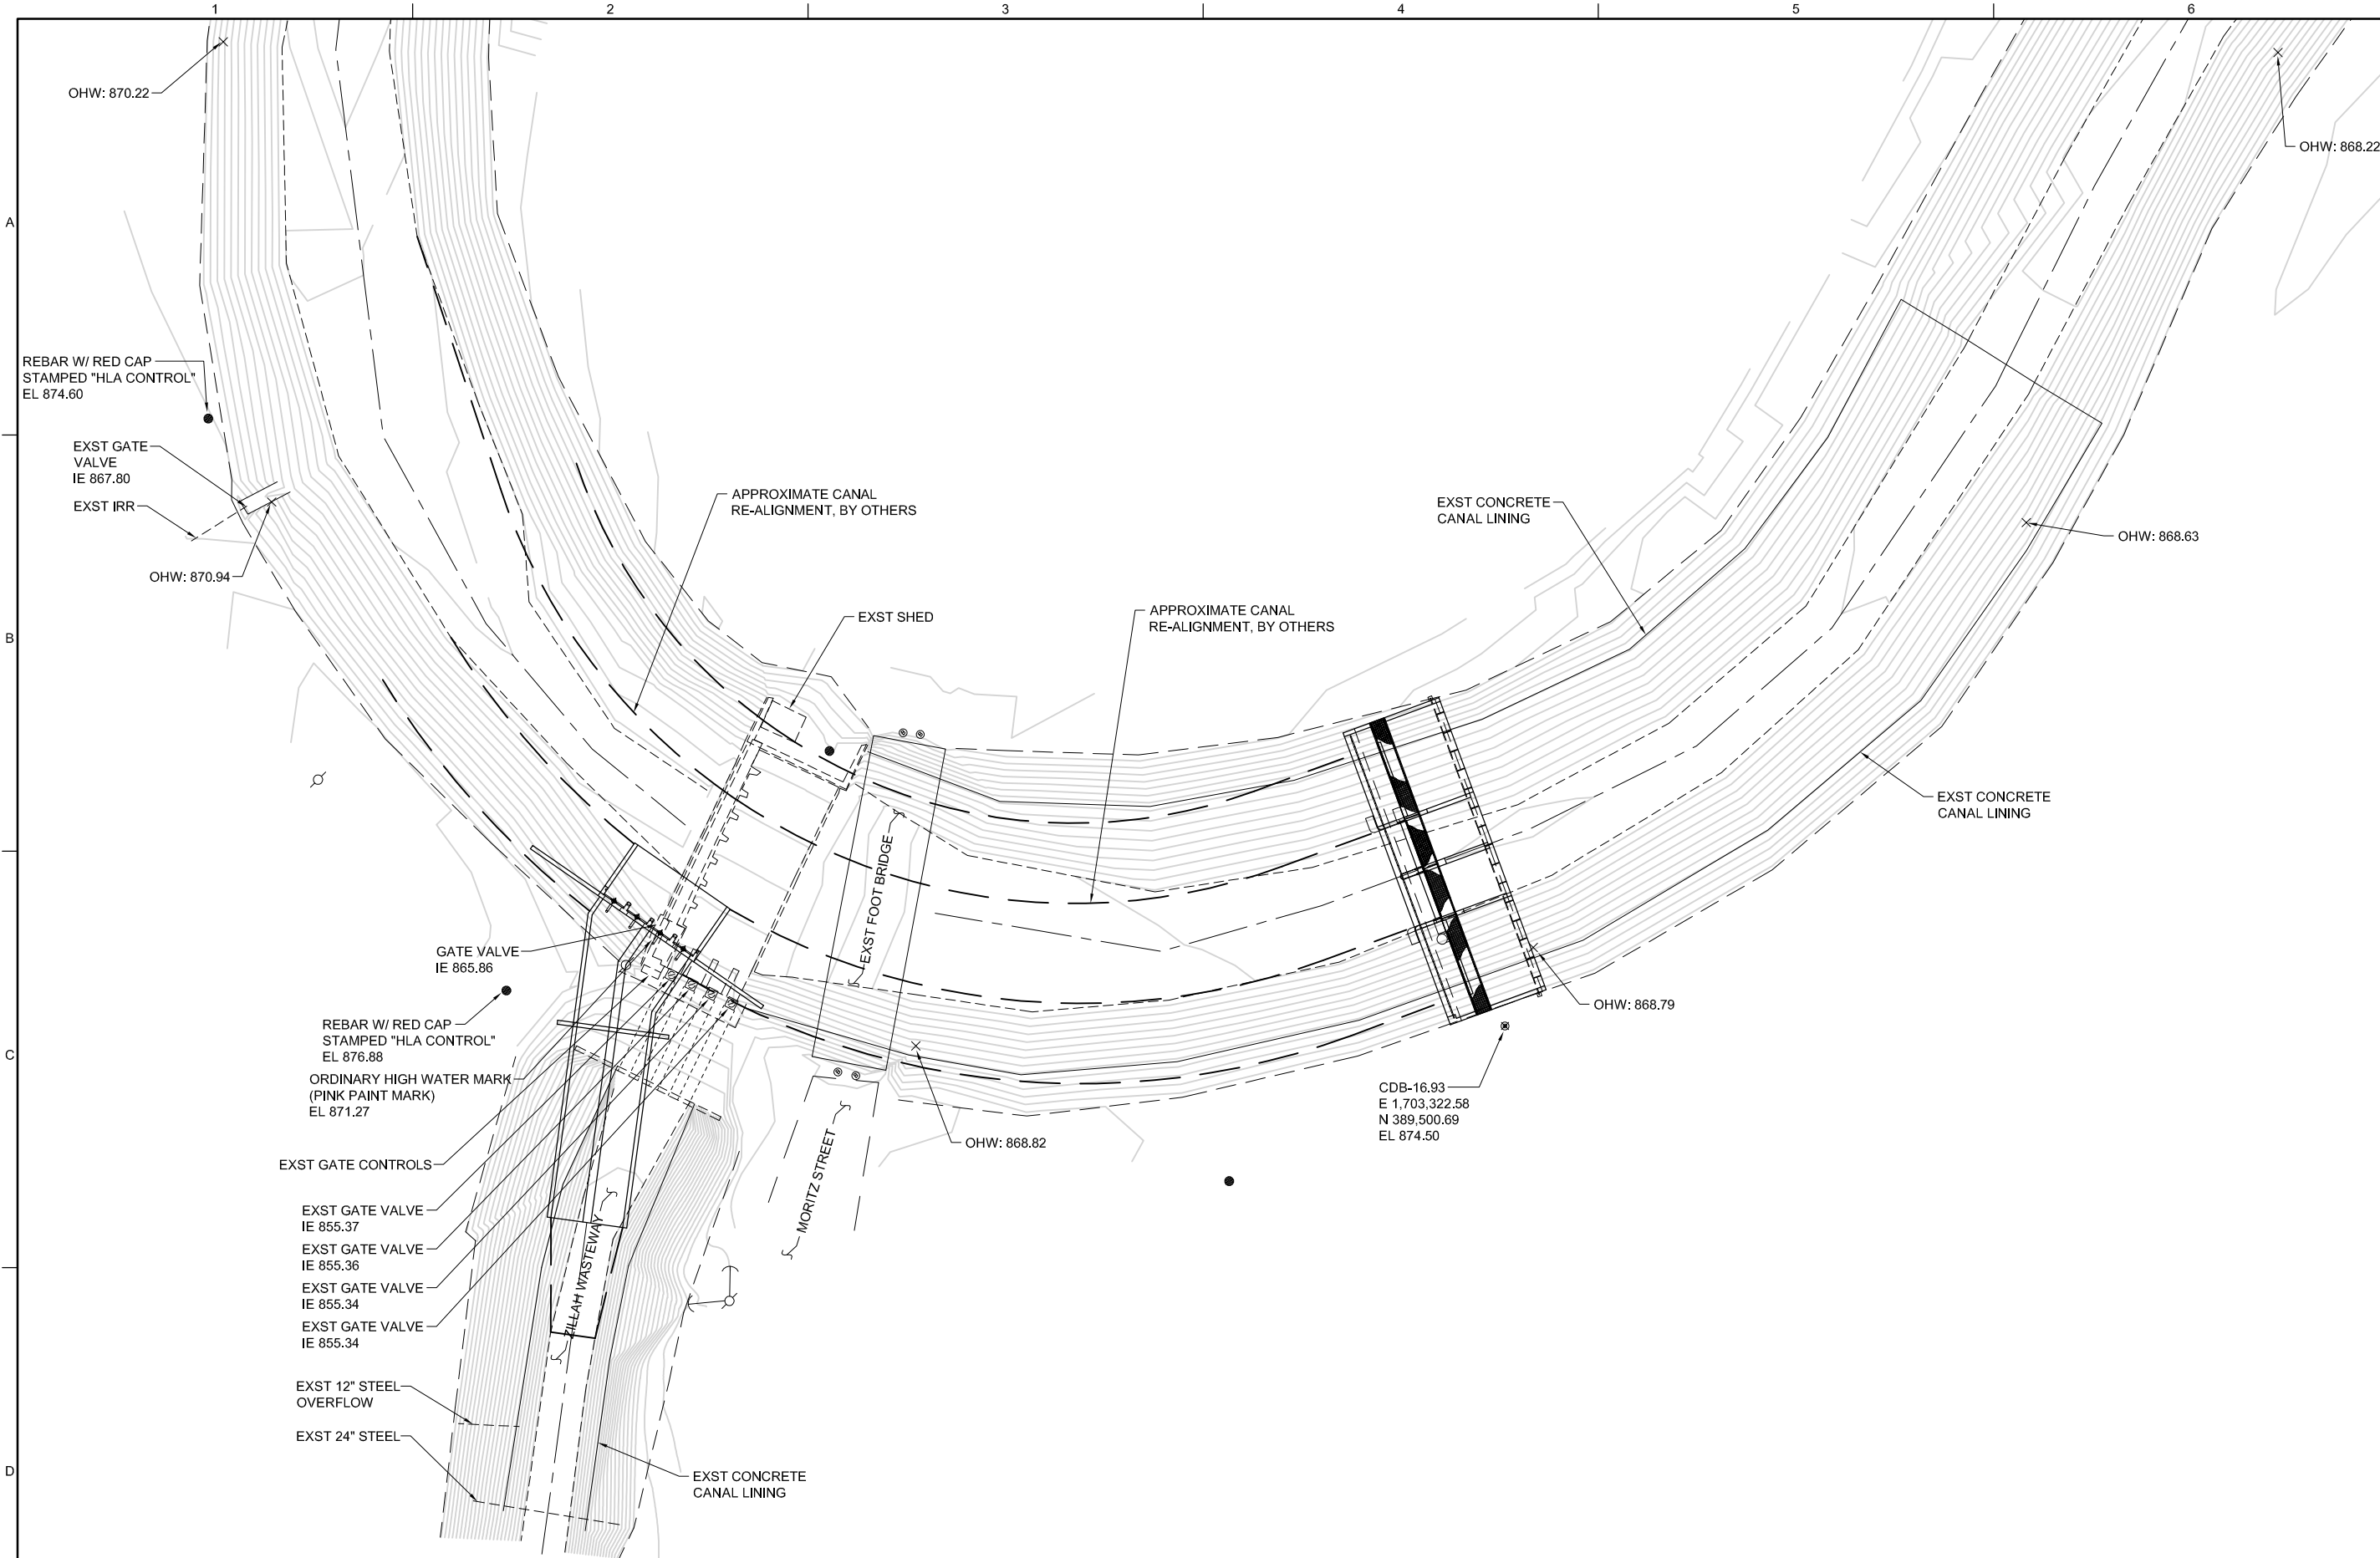 1
2
3
4
5
6
OHW: 870.22
OHW: 868.22
A
REBAR W/ RED CAP
STAMPED "HLA CONTROL"
EL 874.60
EXST GATE
VALVE
IE 867.80
EXST IRR
OHW: 870.94
APPROXIMATE CANAL
RE-ALIGNMENT, BY OTHERS
EXST CONCRETE
CANAL LINING
OHW: 868.63
B
EXST SHED
APPROXIMATE CANAL
RE-ALIGNMENT, BY OTHERS
EXST CONCRETE
CANAL LINING
EXST FOOT BRIDGE
GATE VALVE
IE 865.86
OHW: 868.79
REBAR W/ RED CAP
STAMPED "HLA CONTROL"
EL 876.88
C
ORDINARY HIGH WATER MARK
(PINK PAINT MARK)
EL 871.27
CDB-16.93
E 1,703,322.58
N 389,500.69
EL 874.50
OHW: 868.82
MORITZ STREET
EXST GATE CONTROLS
EXST GATE VALVE
IE 855.37
EXST GATE VALVE
IE 855.36
EXST GATE VALVE
IE 855.34
EXST GATE VALVE
IE 855.34
ZILLAH WASTEWAY
EXST 12" STEEL
OVERFLOW
EXST 24" STEEL
D
EXST CONCRETE
CANAL LINING